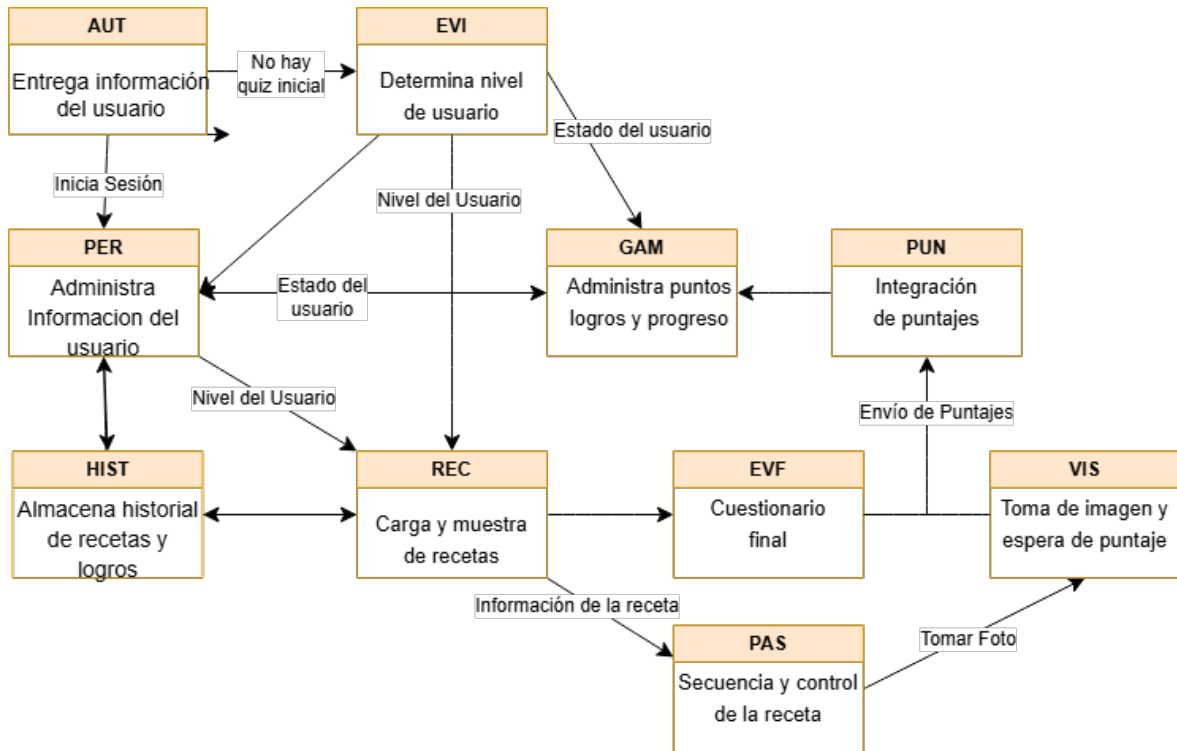 AUT
Entrega información
del usuario
No hay
quiz inicial
EVI
Determina nivel
de usuario
Estado del usuario
Inicia Sesión
Nivel del Usuario
PER
Administra
Informacion del
usuario
Estado del
usuario
GAM
Administra puntos
logros y progreso
PUN
Integración
de puntajes
Nivel del Usuario
Envío de Puntajes
HIST
Almacena historial
de recetas y
logros
REC
Carga y muestra
de recetas
EVF
Cuestionario
final
VIS
Toma de imagen y
espera de puntaje
Información de la receta
PAS
Secuencia y control
de la receta
Tomar Foto